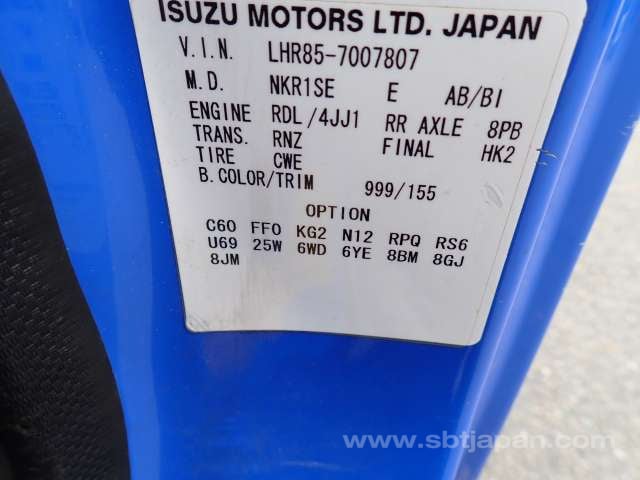 ISUZU MOTORS LTD. JAPAN
V.I.N. LHR85-7007807
M.D. NKR1SE E AB/BI
ENGINE RDL/4JJ1 RR AXLE 8PB
TRANS. RNZ FINAL HK2
TIRE CWE
B.COLOR/TRIM 999/155
OPTION
C60 FF0 KG2 N12 RPQ RS6
U69 25W 6WD 6YE 8BM 8GJ
8JM
www.sbtjapan.com